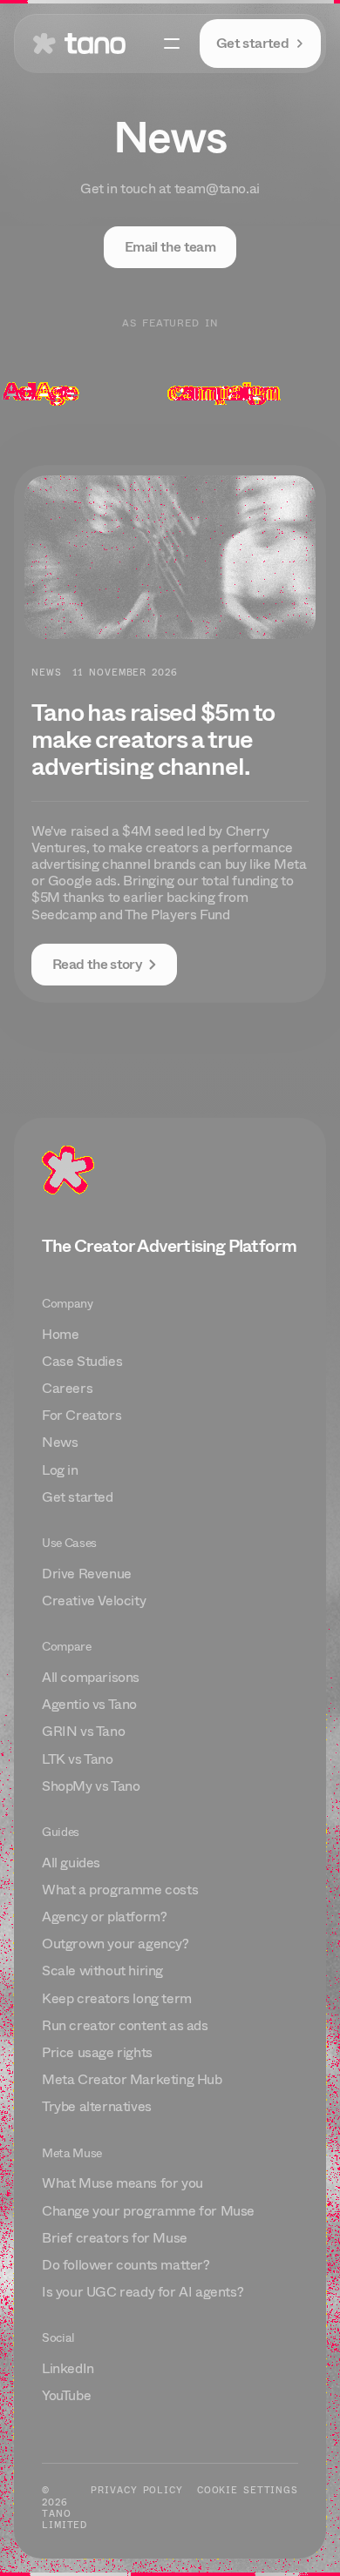 tano
Get started
News
Get in touch at team@tano.ai
Email the team
AS FEATURED IN
AdAge
campaign
NEWS 11 NOVEMBER 2026
Tano has raised $5m to
make creators a true
advertising channel.
We've raised a $4M seed led by Cherry
Ventures, to make creators a performance
advertising channel brands can buy like Meta
or Google ads. Bringing our total funding to
$5M thanks to earlier backing from
Seedcamp and The Players Fund
Read the story
The Creator Advertising Platform
Company
Home
Case Studies
Careers
For Creators
News
Log in
Get started
Use Cases
Drive Revenue
Creative Velocity
Compare
All comparisons
Agentio vs Tano
GRIN vs Tano
LTK vs Tano
ShopMy vs Tano
Guides
All guides
What a programme costs
Agency or platform?
Outgrown your agency?
Scale without hiring
Keep creators long term
Run creator content as ads
Price usage rights
Meta Creator Marketing Hub
Trybe alternatives
Meta Muse
What Muse means for you
Change your programme for Muse
Brief creators for Muse
Do follower counts matter?
Is your UGC ready for AI agents?
Social
LinkedIn
YouTube
©
2026
TANO
LIMITED
PRIVACY POLICY
COOKIE SETTINGS